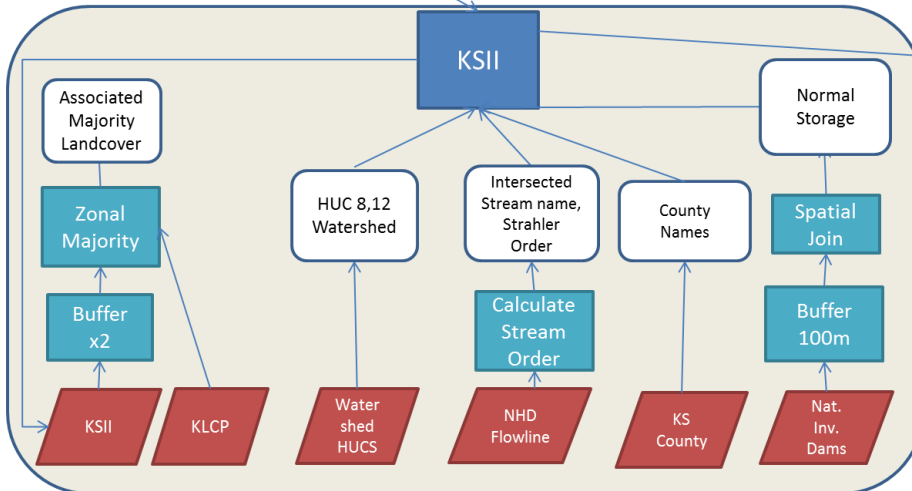 KSII
Associated
Majority
Landcover
Normal
Storage
HUC 8,12
Watershed
Intersected
Stream name,
Strahler
Order
County
Names
Zonal
Majority
Spatial
Join
Buffer
x2
Calculate
Stream
Order
Buffer
100m
KSII
KLCP
Water
shed
HUCS
NHD
Flowline
KS
County
Nat.
Inv.
Dams